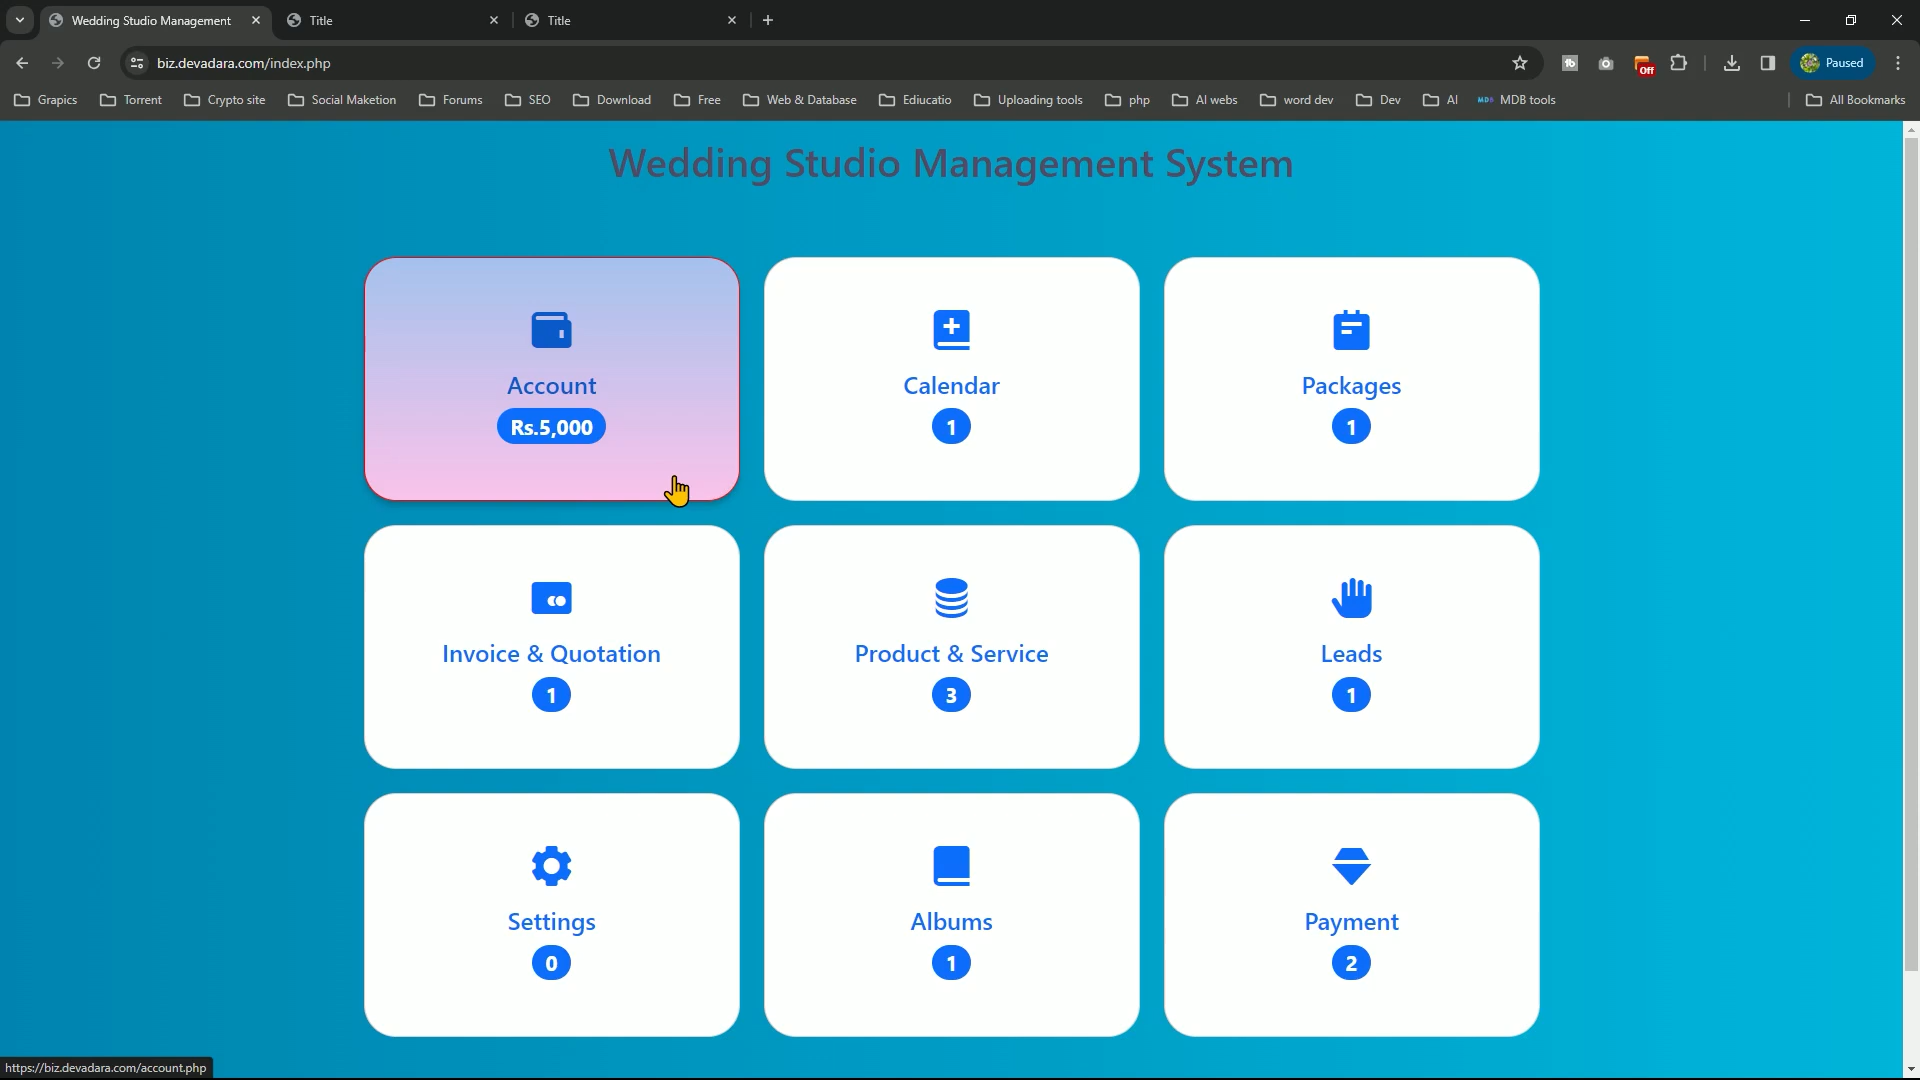 Wedding Studio Management
Title
Title
biz.devadara.com/index.php
Off
Paused
Grapics
Torrent
Crypto site
Social Maketion
Forums
SEO
Download
Free
Web & Database
Ediucatio
Uploading tools
php
AI webs
word dev
Dev
AI
MDB
MDB tools
All Bookmarks
Wedding Studio Management System
Account
Rs.5,000
Calendar
1
Packages
1
Invoice & Quotation
1
Product & Service
3
Leads
1
Settings
0
Albums
1
Payment
2
https://biz.devadara.com/account.php